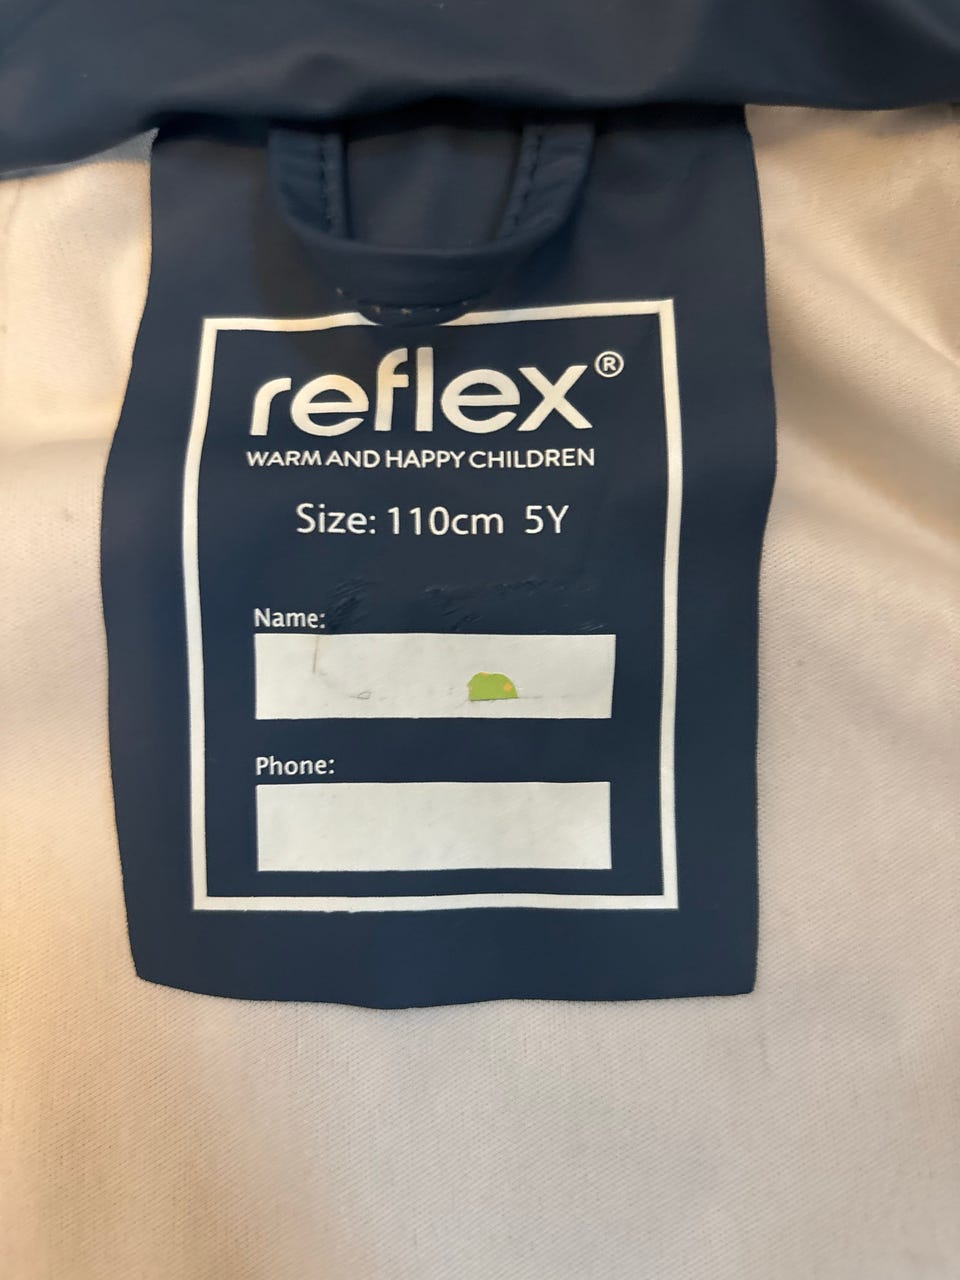 reflex®
WARM AND HAPPY CHILDREN
Size: 110cm 5Y
Name:
Phone: